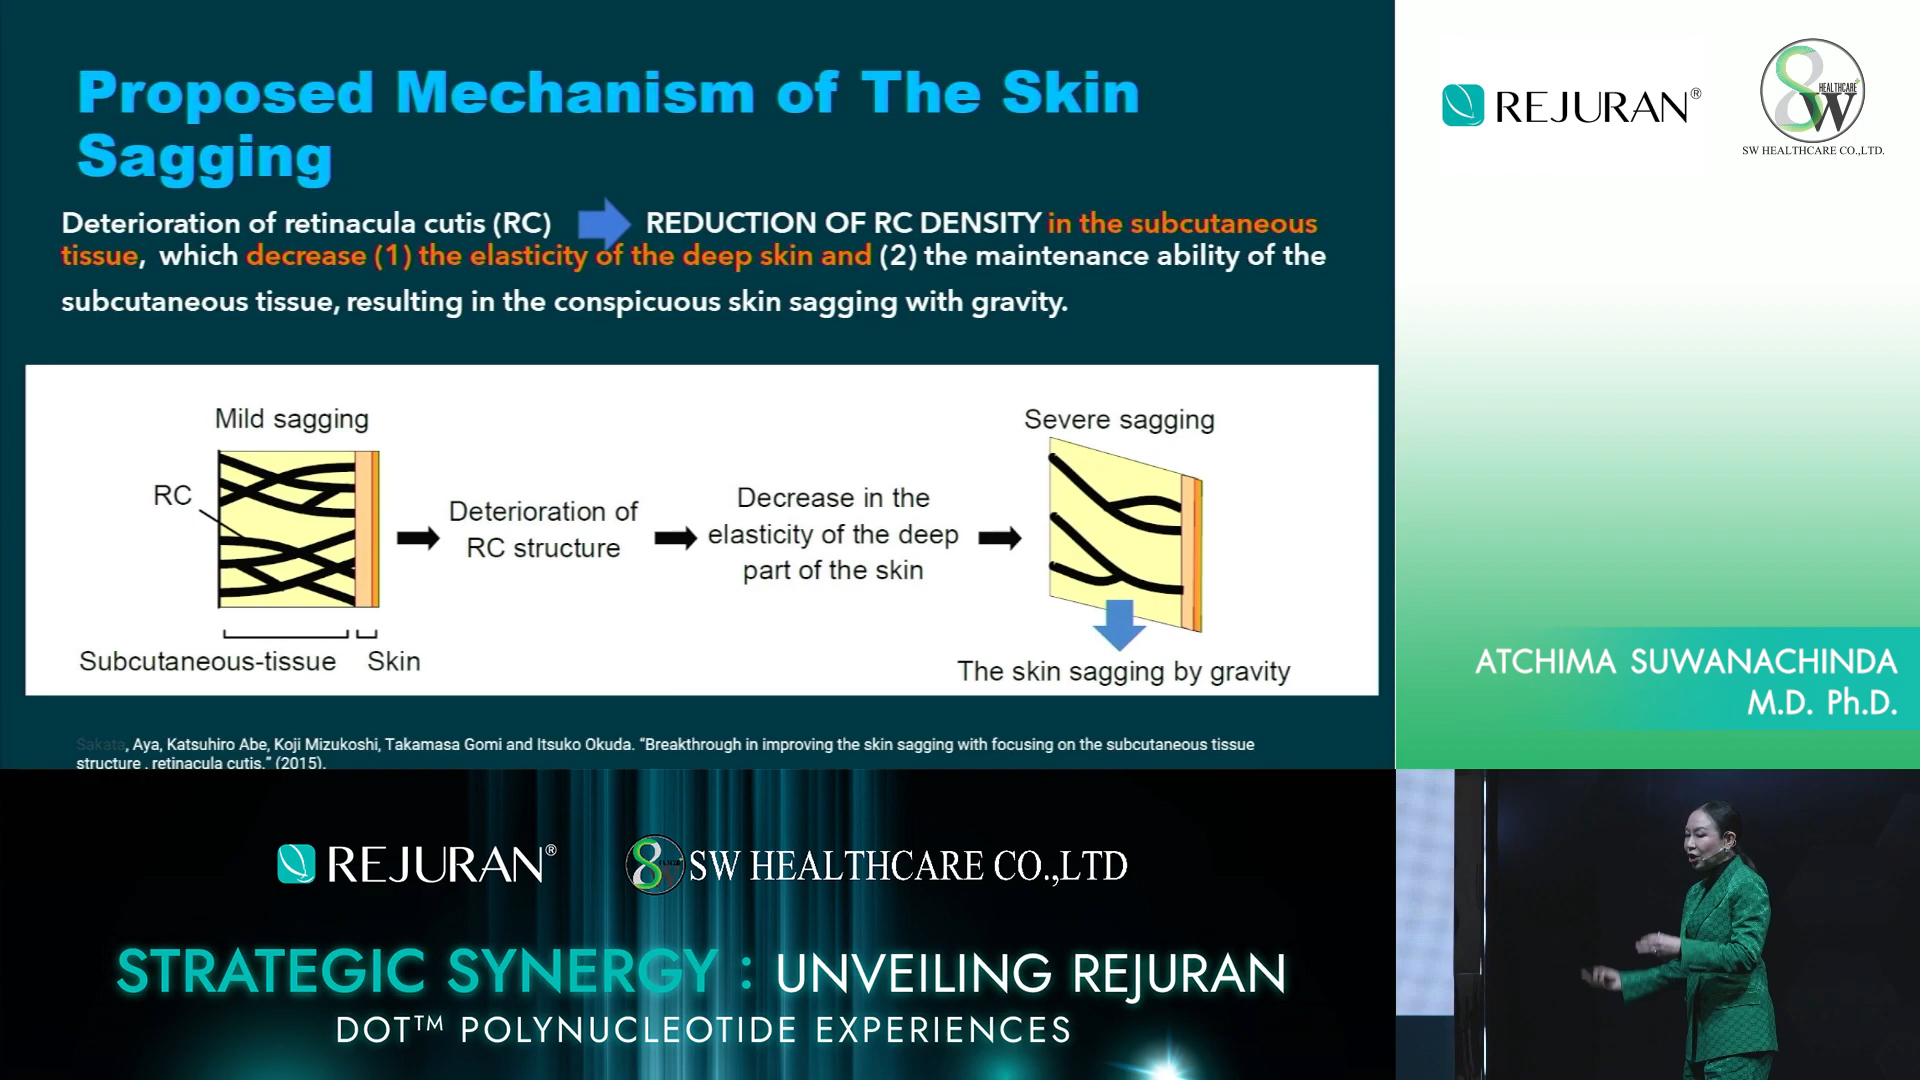 Proposed Mechanism of The Skin
Sagging
Deterioration of retinacula cutis (RC) REDUCTION OF RC DENSITY in the subcutaneous
tissue, which decrease (1) the elasticity of the deep skin and (2) the maintenance ability of the
subcutaneous tissue, resulting in the conspicuous skin sagging with gravity.
Mild sagging
RC
Subcutaneous-tissue Skin
Deterioration of
RC structure
Decrease in the
elasticity of the deep
part of the skin
Severe sagging
The skin sagging by gravity
Sakata, Aya, Katsuhiro Abe, Koji Mizukoshi, Takamasa Gomi and Itsuko Okuda. “Breakthrough in improving the skin sagging with focusing on the subcutaneous tissue
structure , retinacula cutis.” (2015).
REJURAN®
HEALTHCARE
SW
SW HEALTHCARE CO.,LTD.
ATCHIMA SUWANACHINDA
M.D. Ph.D.
REJURAN®
SW HEALTHCARE CO.,LTD
STRATEGIC SYNERGY : UNVEILING REJURAN
DOT™ POLYNUCLEOTIDE EXPERIENCES